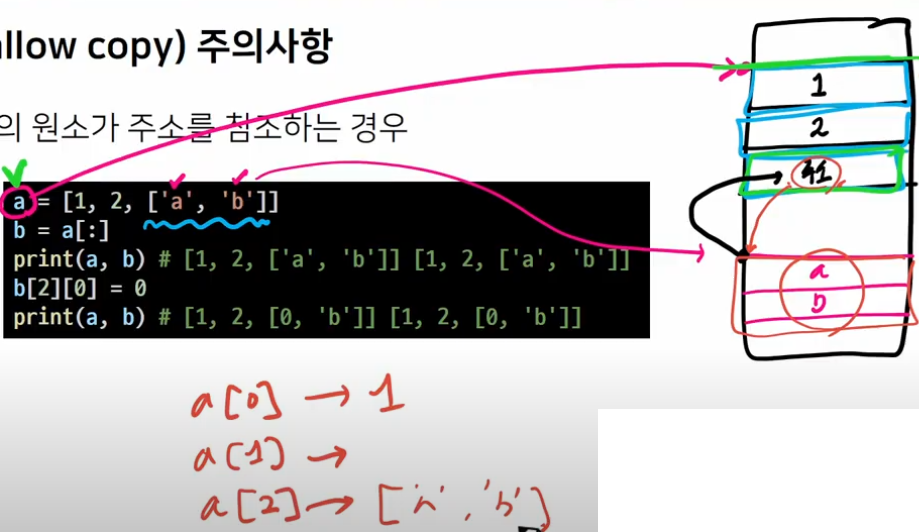 allow copy) 주의사항
의 원소가 주소를 참조하는 경우
a = [1, 2, ['a', 'b']]
b = a[:]
print(a, b) # [1, 2, ['a', 'b']] [1, 2, ['a', 'b']]
b[2][0] = 0
print(a, b) # [1, 2, [0, 'b']] [1, 2, [0, 'b']]
1
2
a
b
a[0] → 1
a[1] →
a[2] → ['a', 'b']